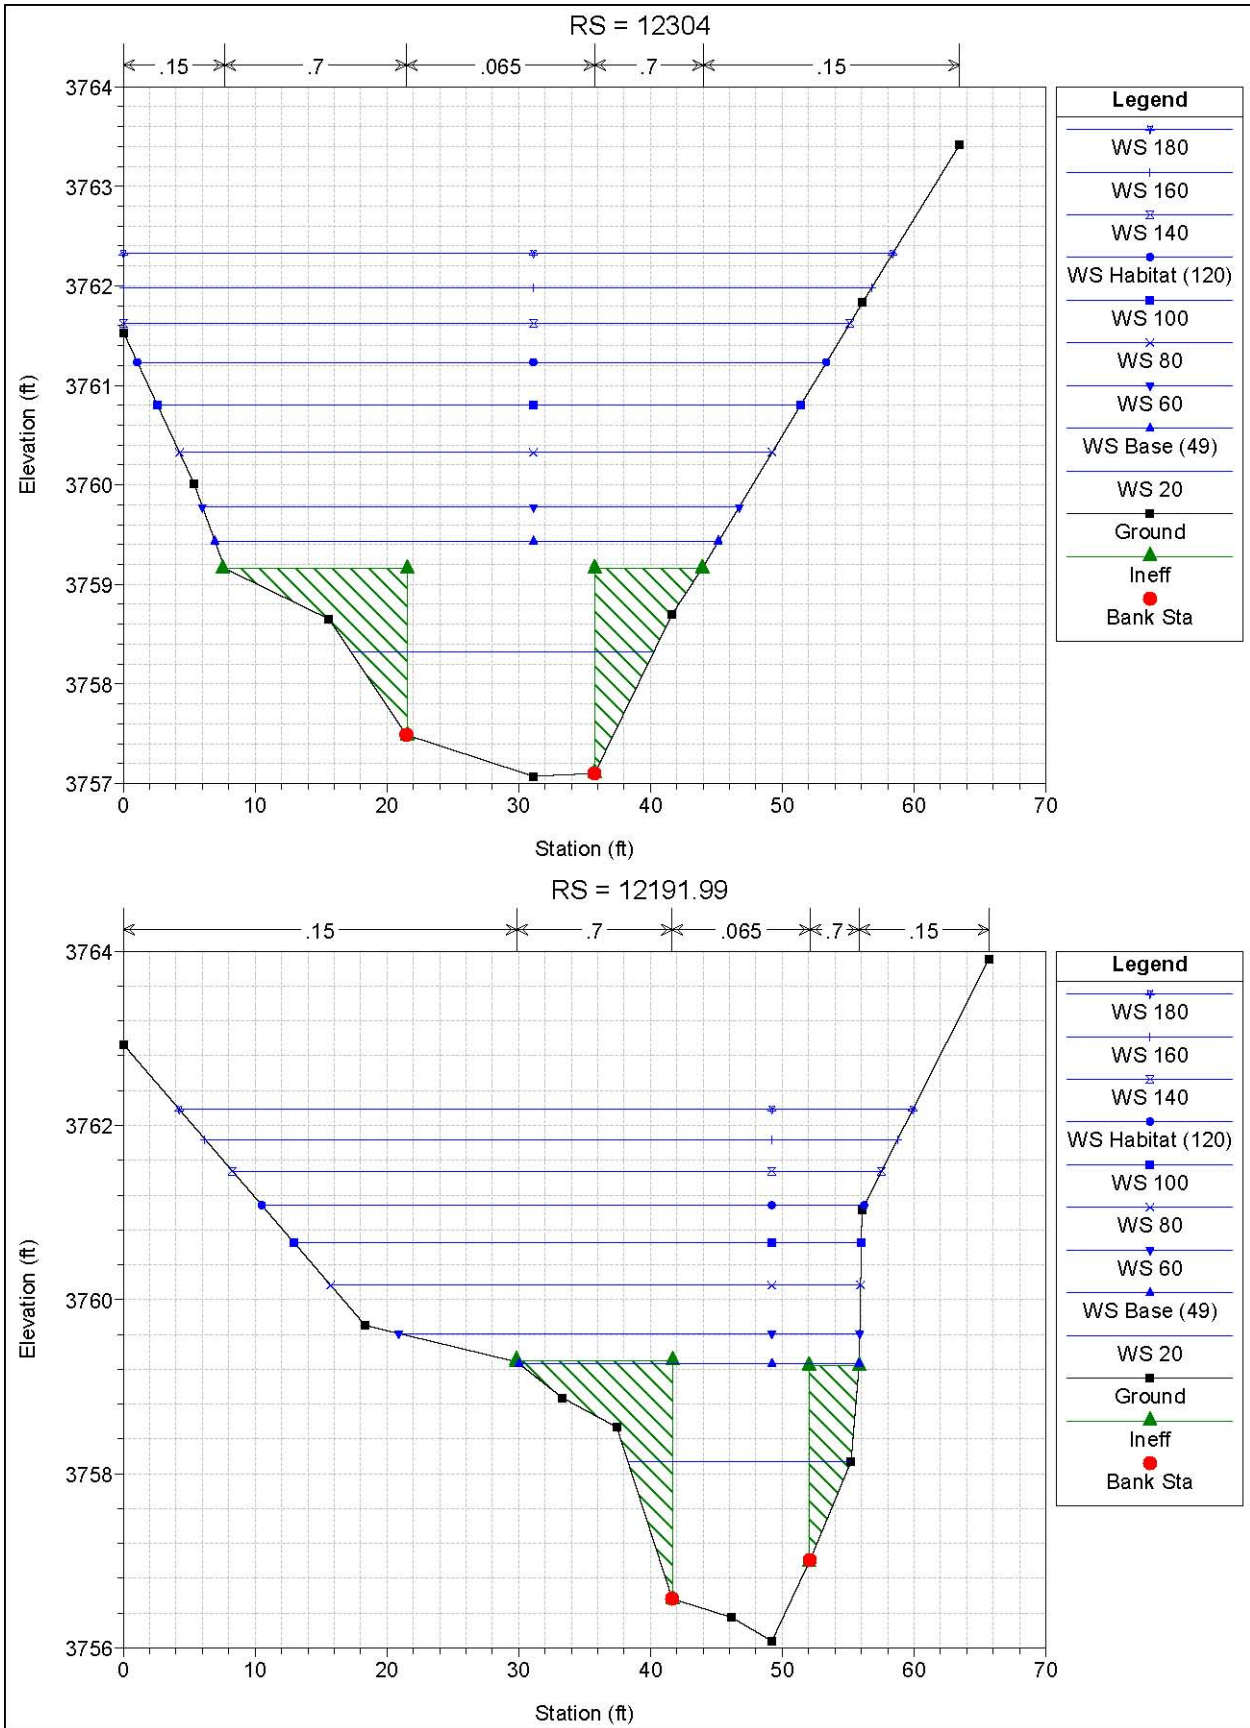 RS = 12304
.15 .7 .065 .7 .15
3764
3763
3762
3761
3760
3759
3758
3757
Elevation (ft)
0 10 20 30 40 50 60 70
Station (ft)
Legend
WS 180
WS 160
WS 140
WS Habitat (120)
WS 100
WS 80
WS 60
WS Base (49)
WS 20
Ground
Ineff
Bank Sta
RS = 12191.99
.15 .7 .065 .7 .15
3764
3762
3760
3758
3756
Elevation (ft)
0 10 20 30 40 50 60 70
Station (ft)
Legend
WS 180
WS 160
WS 140
WS Habitat (120)
WS 100
WS 80
WS 60
WS Base (49)
WS 20
Ground
Ineff
Bank Sta